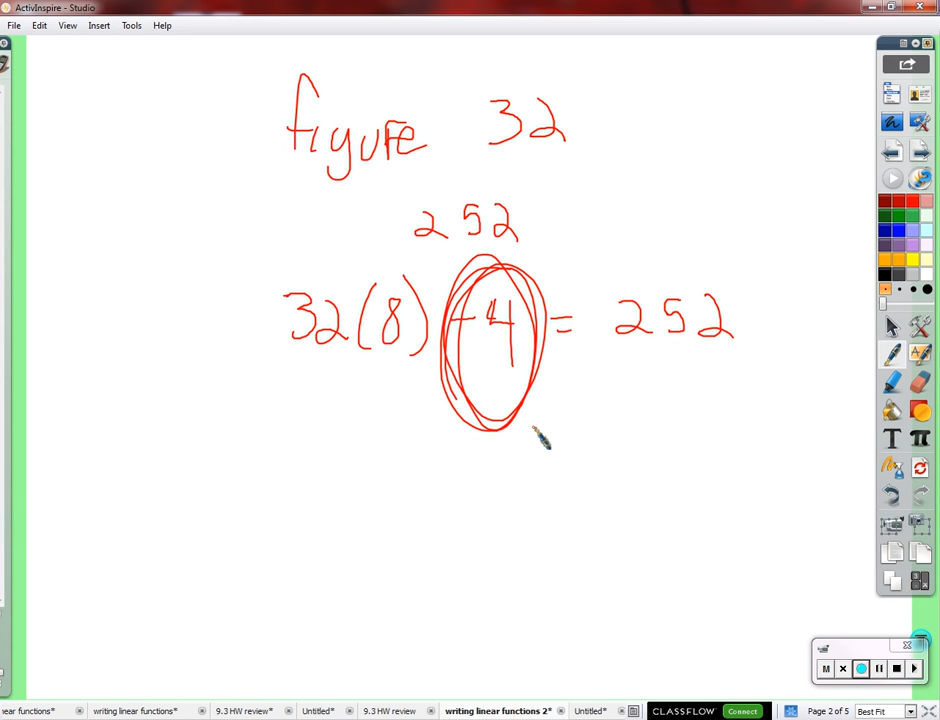 ActivInspire - Studio
File Edit View Insert Tools Help
figure 32
252
32(8) -4 = 252
M
near functions*
writing linear functions*
9.3 HW review*
Untitled*
9.3 HW review
writing linear functions 2*
Untitled*
CLASSFLOW Connect
Page 2 of 5
Best Fit